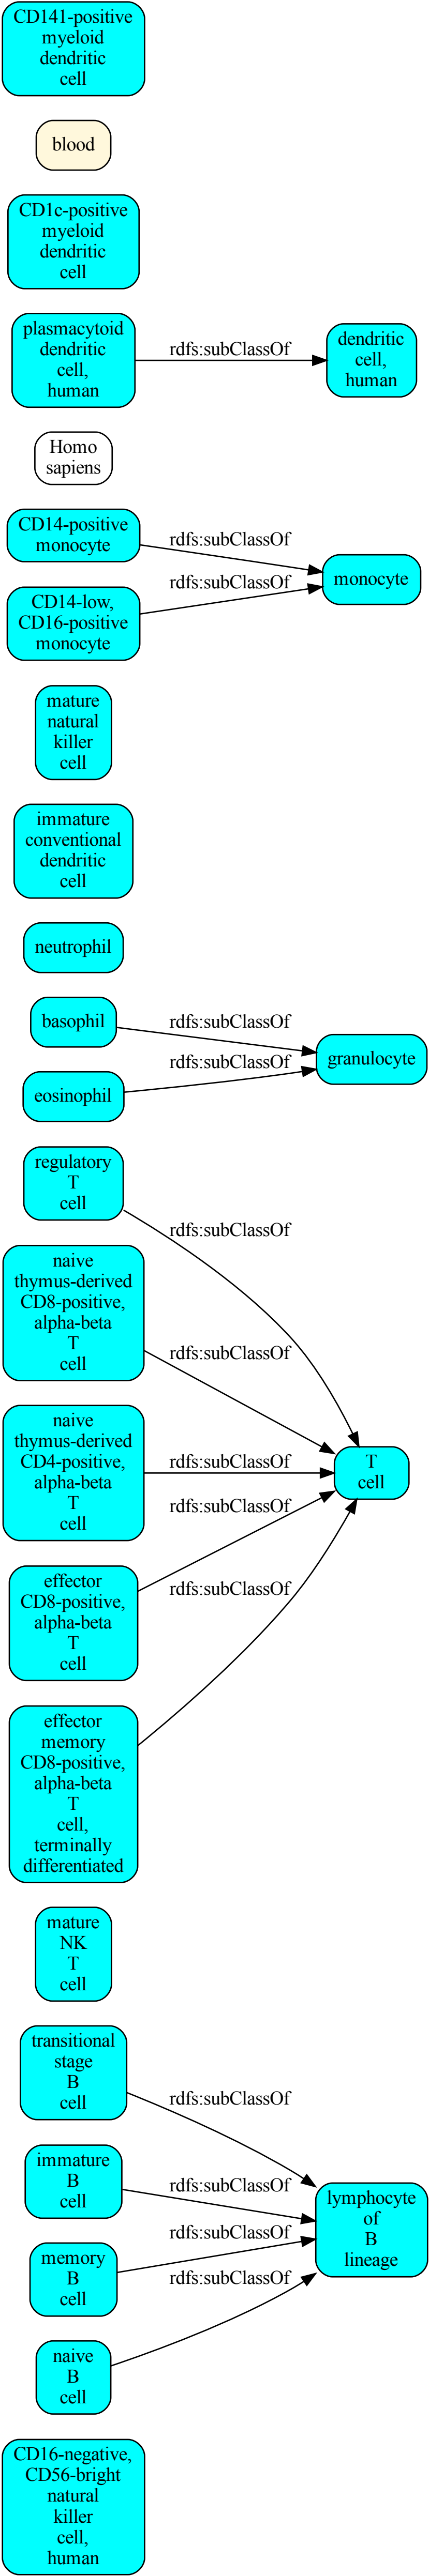 CD141-positive
myeloid
dendritic
cell
blood
CD1c-positive
myeloid
dendritic
cell
plasmacytoid
dendritic
cell,
human
rdfs:subClassOf
dendritic
cell,
human
Homo
sapiens
CD14-positive
monocyte
rdfs:subClassOf
CD14-low,
CD16-positive
monocyte
rdfs:subClassOf
monocyte
mature
natural
killer
cell
immature
conventional
dendritic
cell
neutrophil
basophil
rdfs:subClassOf
eosinophil
rdfs:subClassOf
granulocyte
regulatory
T
cell
rdfs:subClassOf
naive
thymus-derived
CD8-positive,
alpha-beta
T
cell
rdfs:subClassOf
naive
thymus-derived
CD4-positive,
alpha-beta
T
cell
rdfs:subClassOf
T
cell
effector
CD8-positive,
alpha-beta
T
cell
rdfs:subClassOf
effector
memory
CD8-positive,
alpha-beta
T
cell,
terminally
differentiated
rdfs:subClassOf
mature
NK
T
cell
transitional
stage
B
cell
rdfs:subClassOf
immature
B
cell
rdfs:subClassOf
memory
B
cell
rdfs:subClassOf
naive
B
cell
rdfs:subClassOf
lymphocyte
of
B
lineage
CD16-negative,
CD56-bright
natural
killer
cell,
human